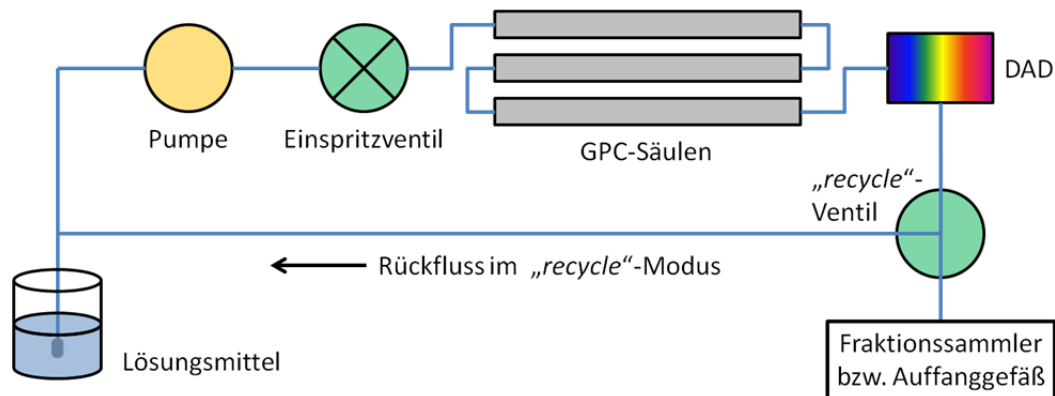 Pumpe
Einspritzventil
GPC-Säulen
DAD
„recycle“-
Ventil
Rückfluss im „recycle“-Modus
Lösungsmittel
Fraktionssammler
bzw. Auffanggefäß